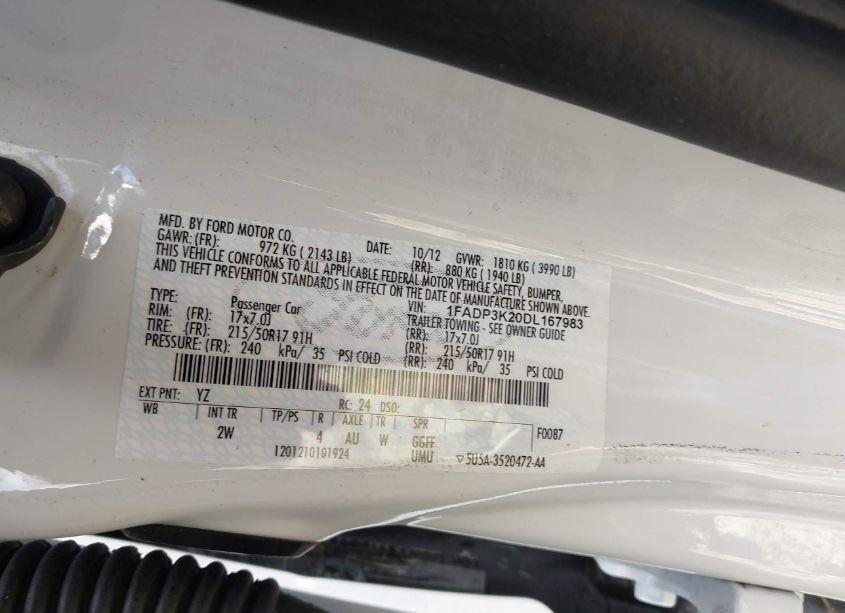 MFD. BY FORD MOTOR CO. DATE: 10/12 GVWR: 1810 KG ( 3990 LB)
GAWR: (FR): 972 KG ( 2143 LB) (RR): 880 KG ( 1940 LB)
THIS VEHICLE CONFORMS TO ALL APPLICABLE FEDERAL MOTOR VEHICLE SAFETY, BUMPER,
AND THEFT PREVENTION STANDARDS IN EFFECT ON THE DATE OF MANUFACTURE SHOWN ABOVE.
VIN: 1FADP3K20DL167983
TYPE: Passenger Car TRAILER TOWING - SEE OWNER GUIDE
RIM: (FR): 17x7.0J (RR): 17x7.0J
TIRE: (FR): 215/50R17 91H (RR): 215/50R17 91H
PRESSURE: (FR): 240 kPa/ 35 PSI COLD (RR): 240 kPa/ 35 PSI COLD
EXT PNT: YZ RC: 24 DSO:
WB INT TR TP/PS R AXLE TR SPR F0087
2W 4 AU W GGFF
1201210101924 UMU ▽5U5A-3520472-AA